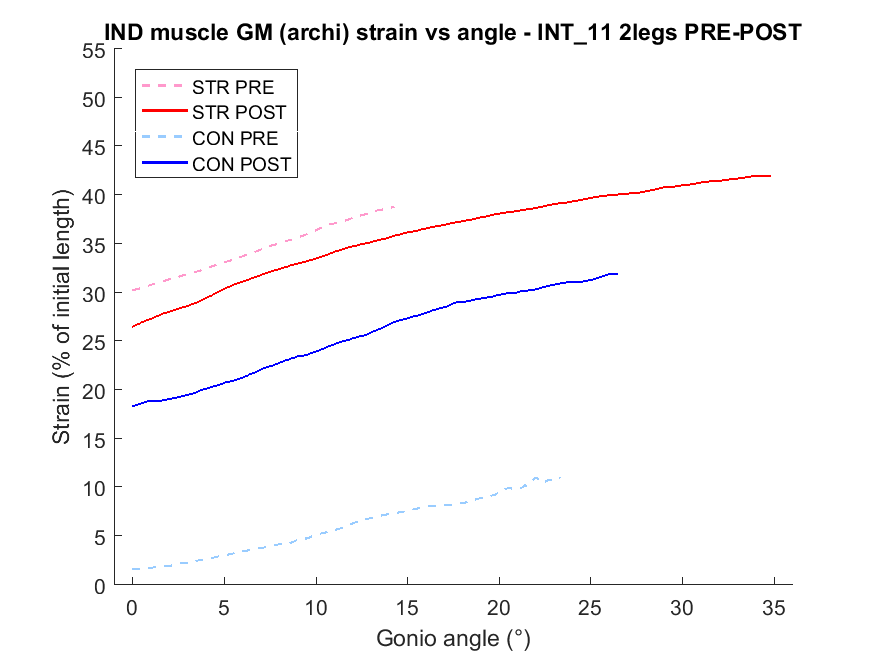 IND muscle GM (archi) strain vs angle - INT_11 2legs PRE-POST
55
50
45
40
35
30
25
20
15
10
5
0
Strain (% of initial length)
STR PRE
STR POST
CON PRE
CON POST
0 5 10 15 20 25 30 35
Gonio angle (°)